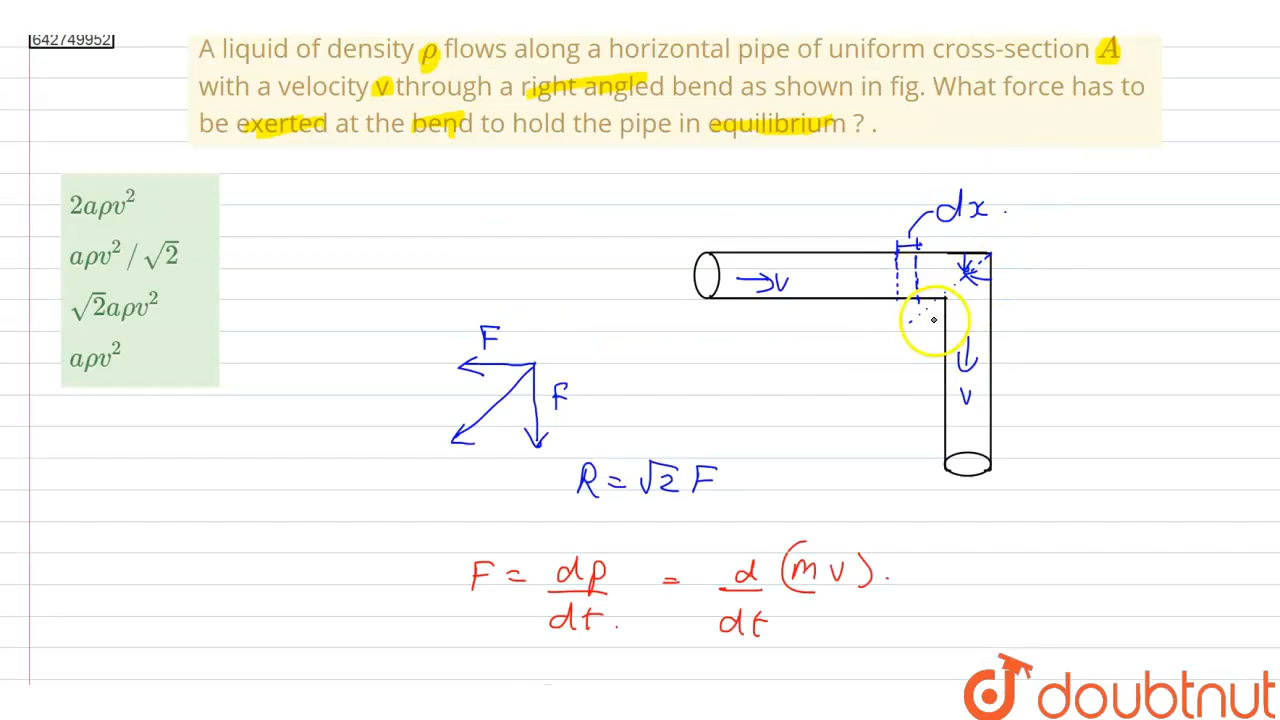 642749952
A liquid of density ρ flows along a horizontal pipe of uniform cross-section A
with a velocity v through a right angled bend as shown in fig. What force has to
be exerted at the bend to hold the pipe in equilibrium ? .
2aρv²
aρv² / √2
√2aρv²
aρv²
dx.
→v
F
F
v
R = √2 F
F = dp/dt. = d/dt (mv).
doubtnut